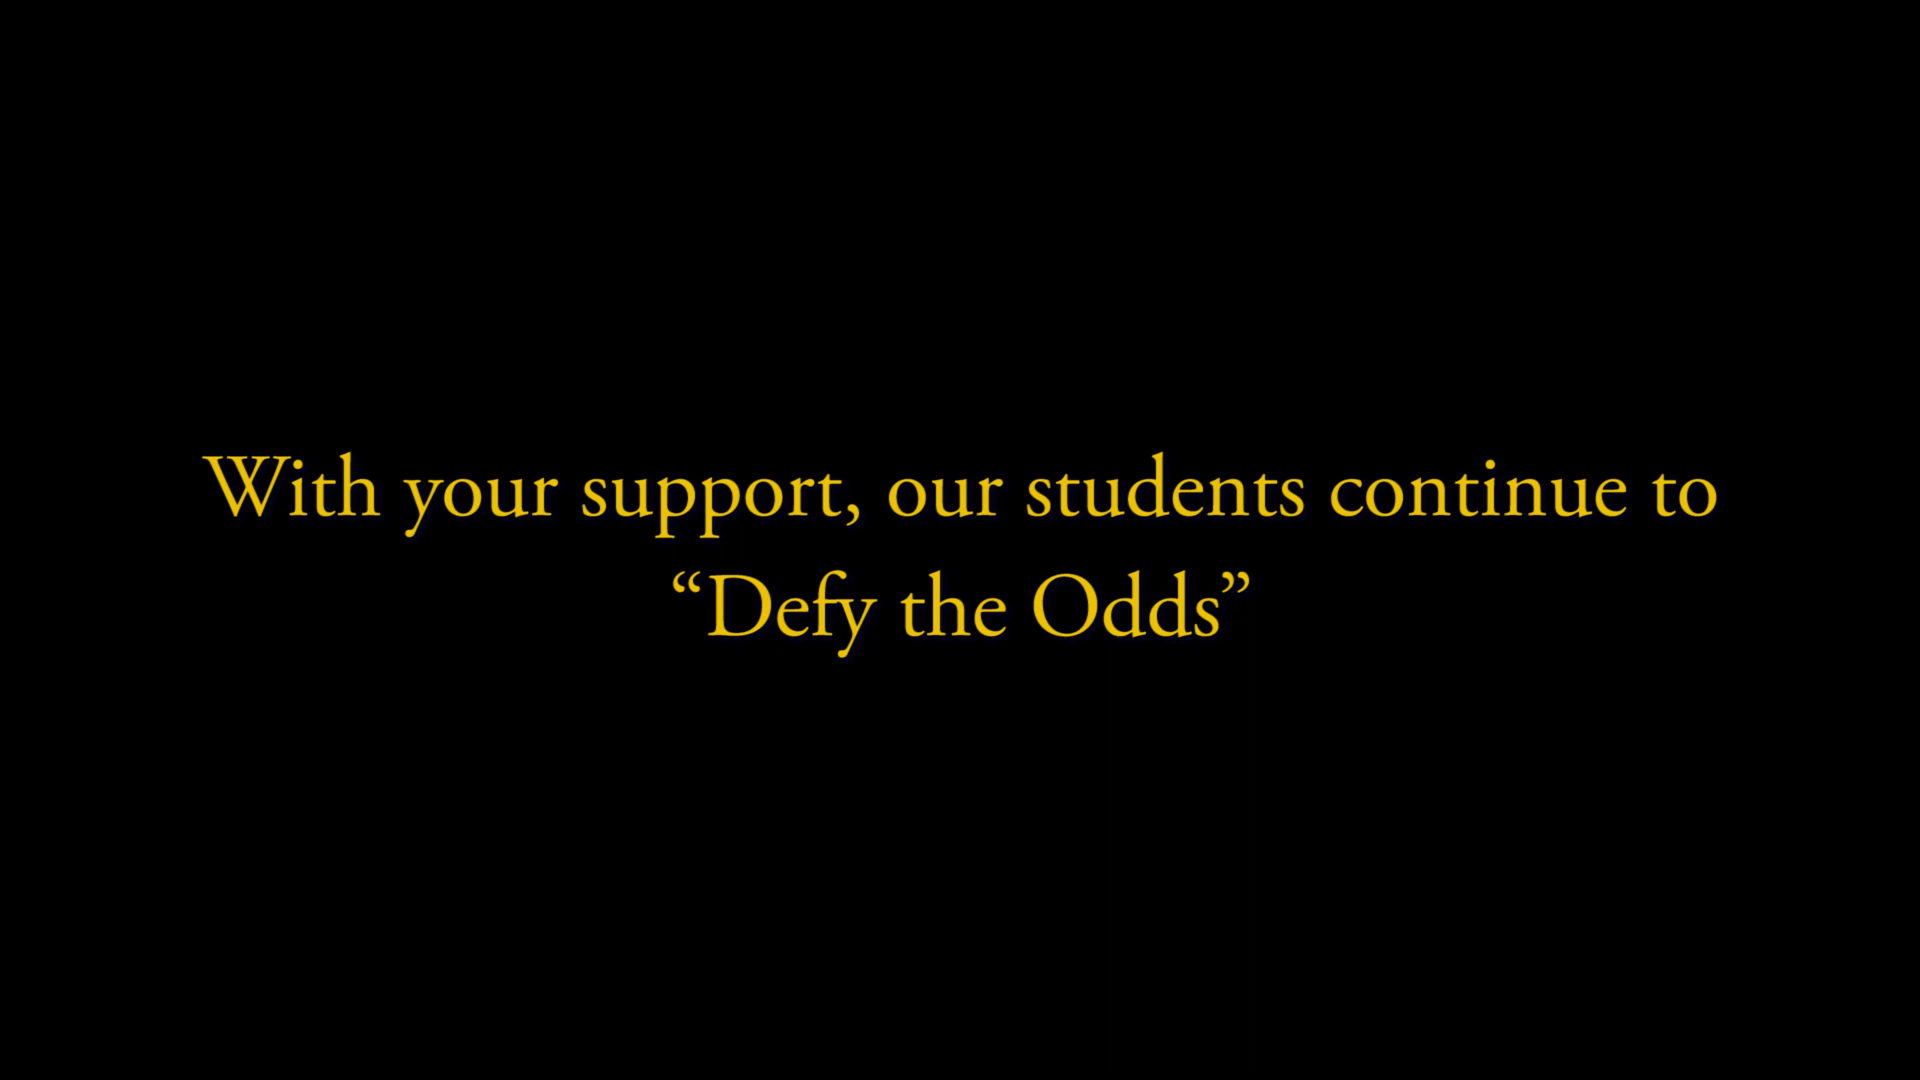 With your support, our students continue to
“Defy the Odds”